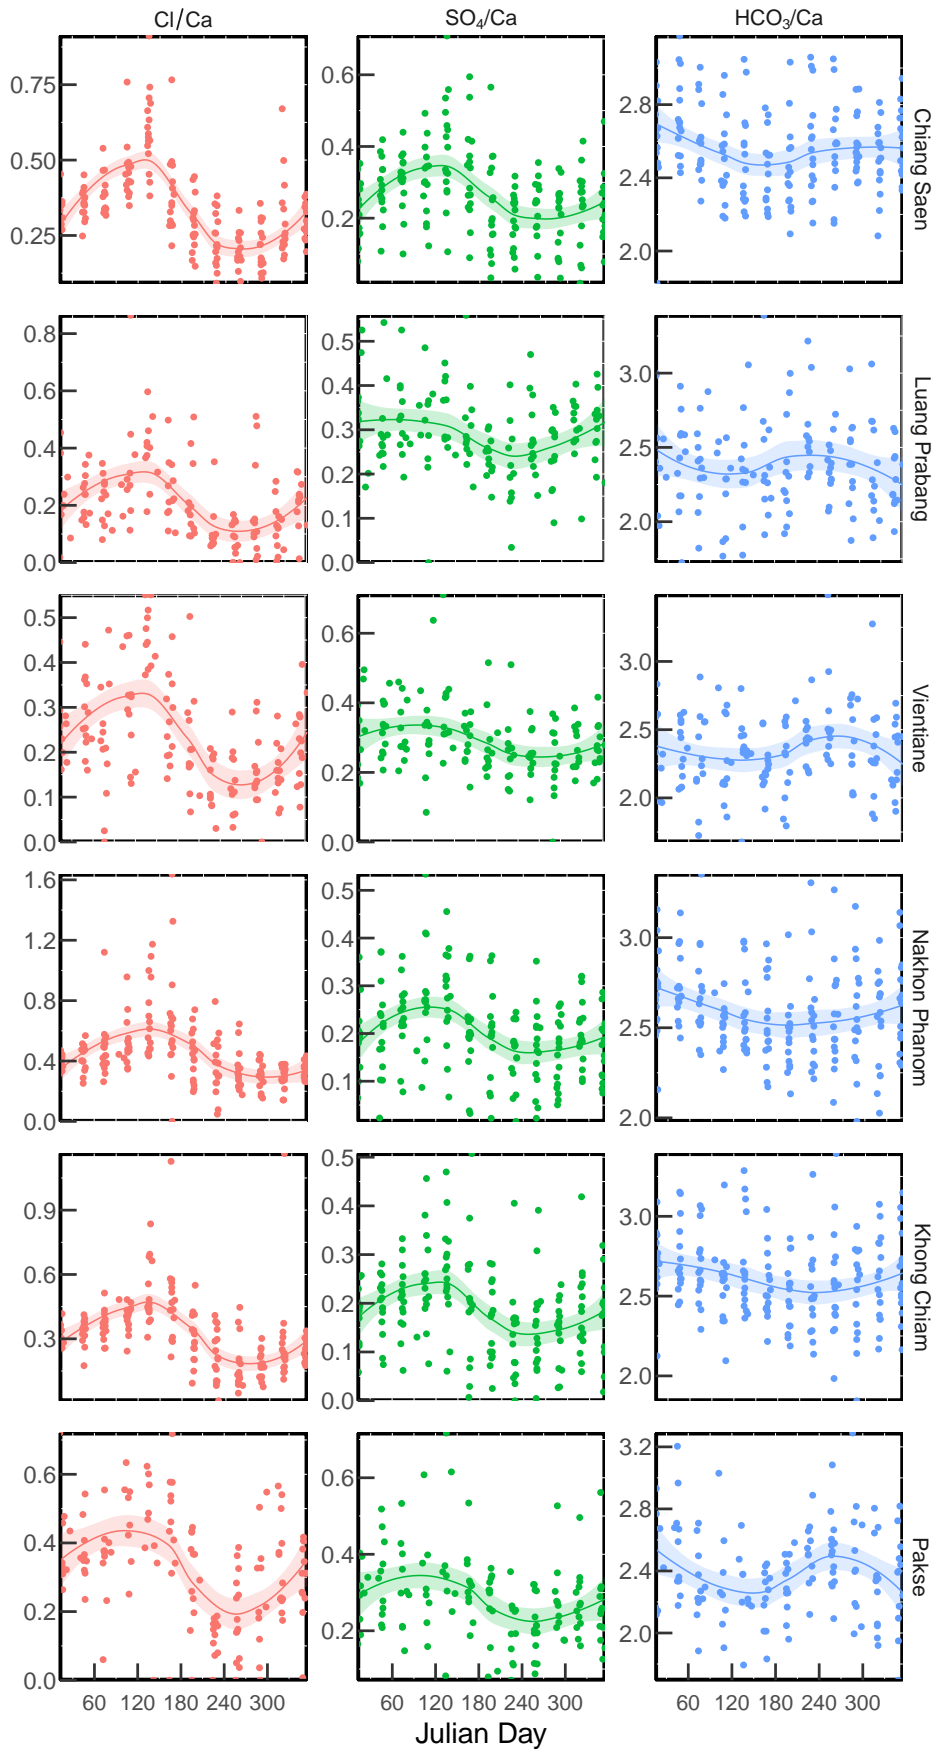 Cl/Ca SO₄/Ca HCO₃/Ca
0.75 0.50 0.25
0.6 0.4 0.2
2.8 2.4 2.0
Chiang Saen
0.8 0.6 0.4 0.2 0.0
0.5 0.4 0.3 0.2 0.1 0.0
3.0 2.5 2.0
Luang Prabang
0.5 0.4 0.3 0.2 0.1 0.0
0.6 0.4 0.2 0.0
3.0 2.5 2.0
Vientiane
1.6 1.2 0.8 0.4 0.0
0.5 0.4 0.3 0.2 0.1
3.0 2.5 2.0
Nakhon Phanom
0.9 0.6 0.3
0.5 0.4 0.3 0.2 0.1 0.0
3.0 2.5 2.0
Khong Chiam
0.6 0.4 0.2 0.0
0.6 0.4 0.2
3.2 2.8 2.4 2.0
Pakse
60 120 180 240 300 60 120 180 240 300 60 120 180 240 300
Julian Day